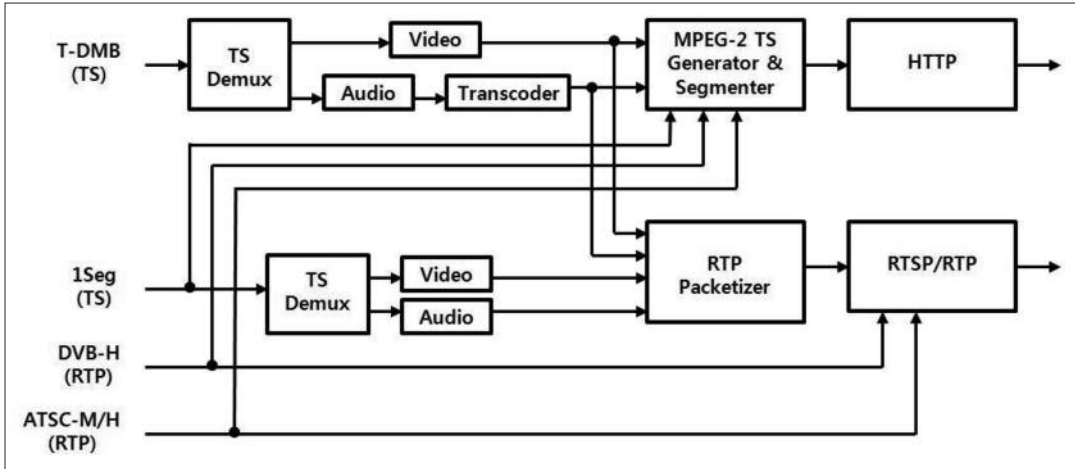 T-DMB
(TS)
TS
Demux
Video
Audio
Transcoder
MPEG-2 TS
Generator &
Segmenter
HTTP
1Seg
(TS)
TS
Demux
Video
Audio
RTP
Packetizer
RTSP/RTP
DVB-H
(RTP)
ATSC-M/H
(RTP)